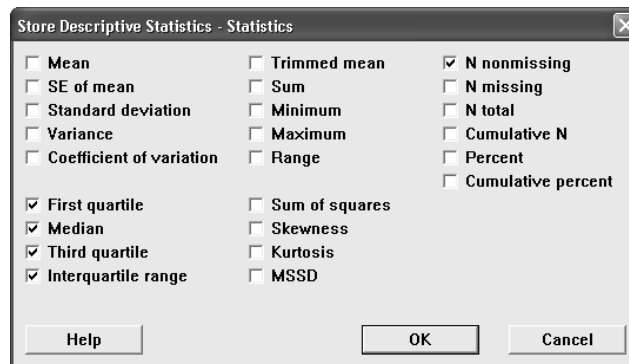 Store Descriptive Statistics - Statistics
Mean
SE of mean
Standard deviation
Variance
Coefficient of variation
First quartile
Median
Third quartile
Interquartile range
Trimmed mean
Sum
Minimum
Maximum
Range
Sum of squares
Skewness
Kurtosis
MSSD
N nonmissing
N missing
N total
Cumulative N
Percent
Cumulative percent
Help
OK
Cancel